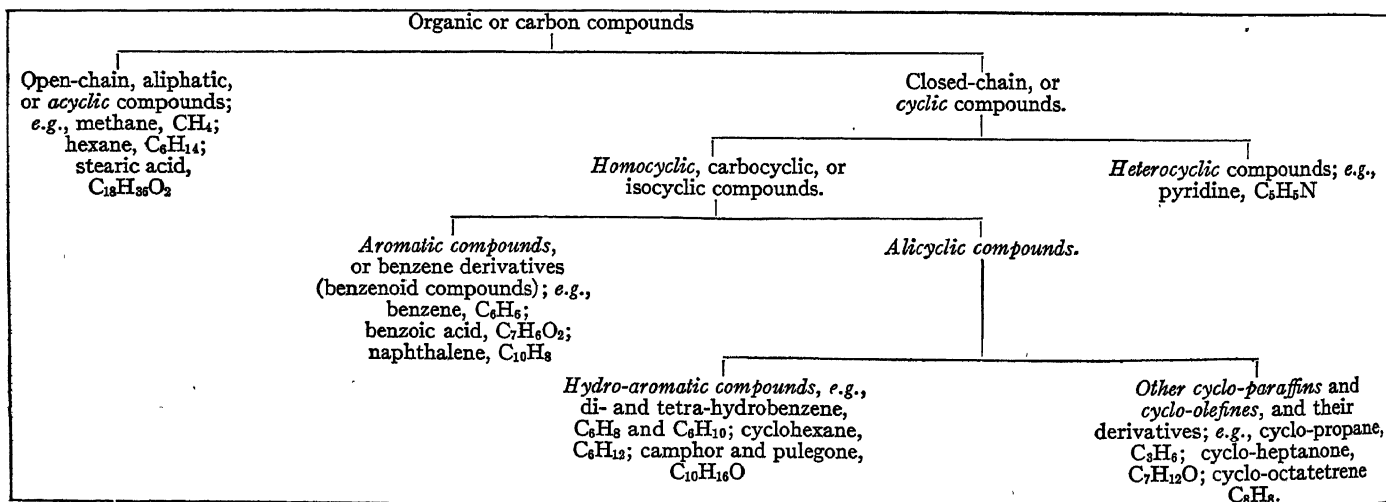 Organic or carbon compounds
Open-chain, aliphatic,
or acyclic compounds;
e.g., methane, CH₄;
hexane, C₆H₁₄;
stearic acid,
C₁₈H₃₆O₂
Closed-chain, or
cyclic compounds.
Homocyclic, carbocyclic, or
isocyclic compounds.
Heterocyclic compounds; e.g.,
pyridine, C₅H₅N
Aromatic compounds,
or benzene derivatives
(benzenoid compounds); e.g.,
benzene, C₆H₆;
benzoic acid, C₇H₆O₂;
naphthalene, C₁₀H₈
Alicyclic compounds.
Hydro-aromatic compounds, e.g.,
di- and tetra-hydrobenzene,
C₆H₈ and C₆H₁₀; cyclohexane,
C₆H₁₂; camphor and pulegone,
C₁₀H₁₆O
Other cyclo-paraffins and
cyclo-olefines, and their
derivatives; e.g., cyclo-propane,
C₃H₆; cyclo-heptanone,
C₇H₁₂O; cyclo-octatetrene
C₈H₈.